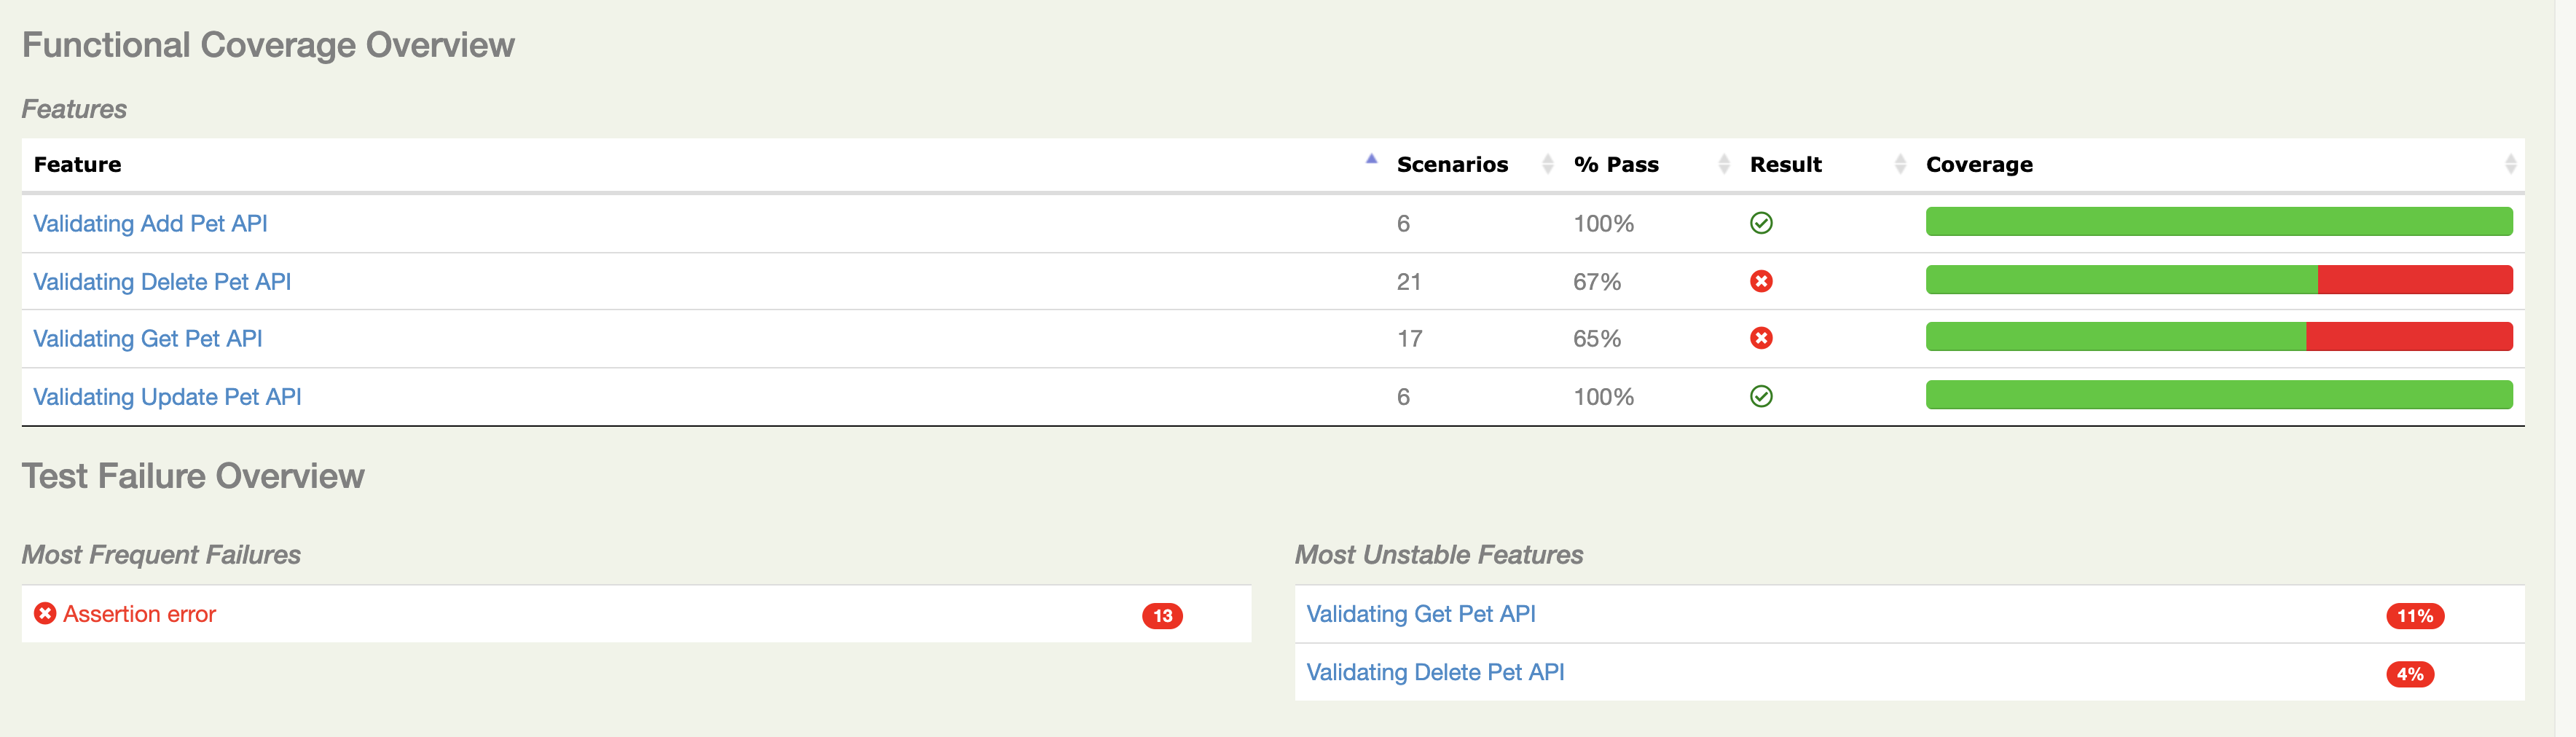 Functional Coverage Overview
Features
Feature Scenarios % Pass Result Coverage
Validating Add Pet API 6 100%
Validating Delete Pet API 21 67%
Validating Get Pet API 17 65%
Validating Update Pet API 6 100%
Test Failure Overview
Most Frequent Failures
Assertion error 13
Most Unstable Features
Validating Get Pet API 11%
Validating Delete Pet API 4%